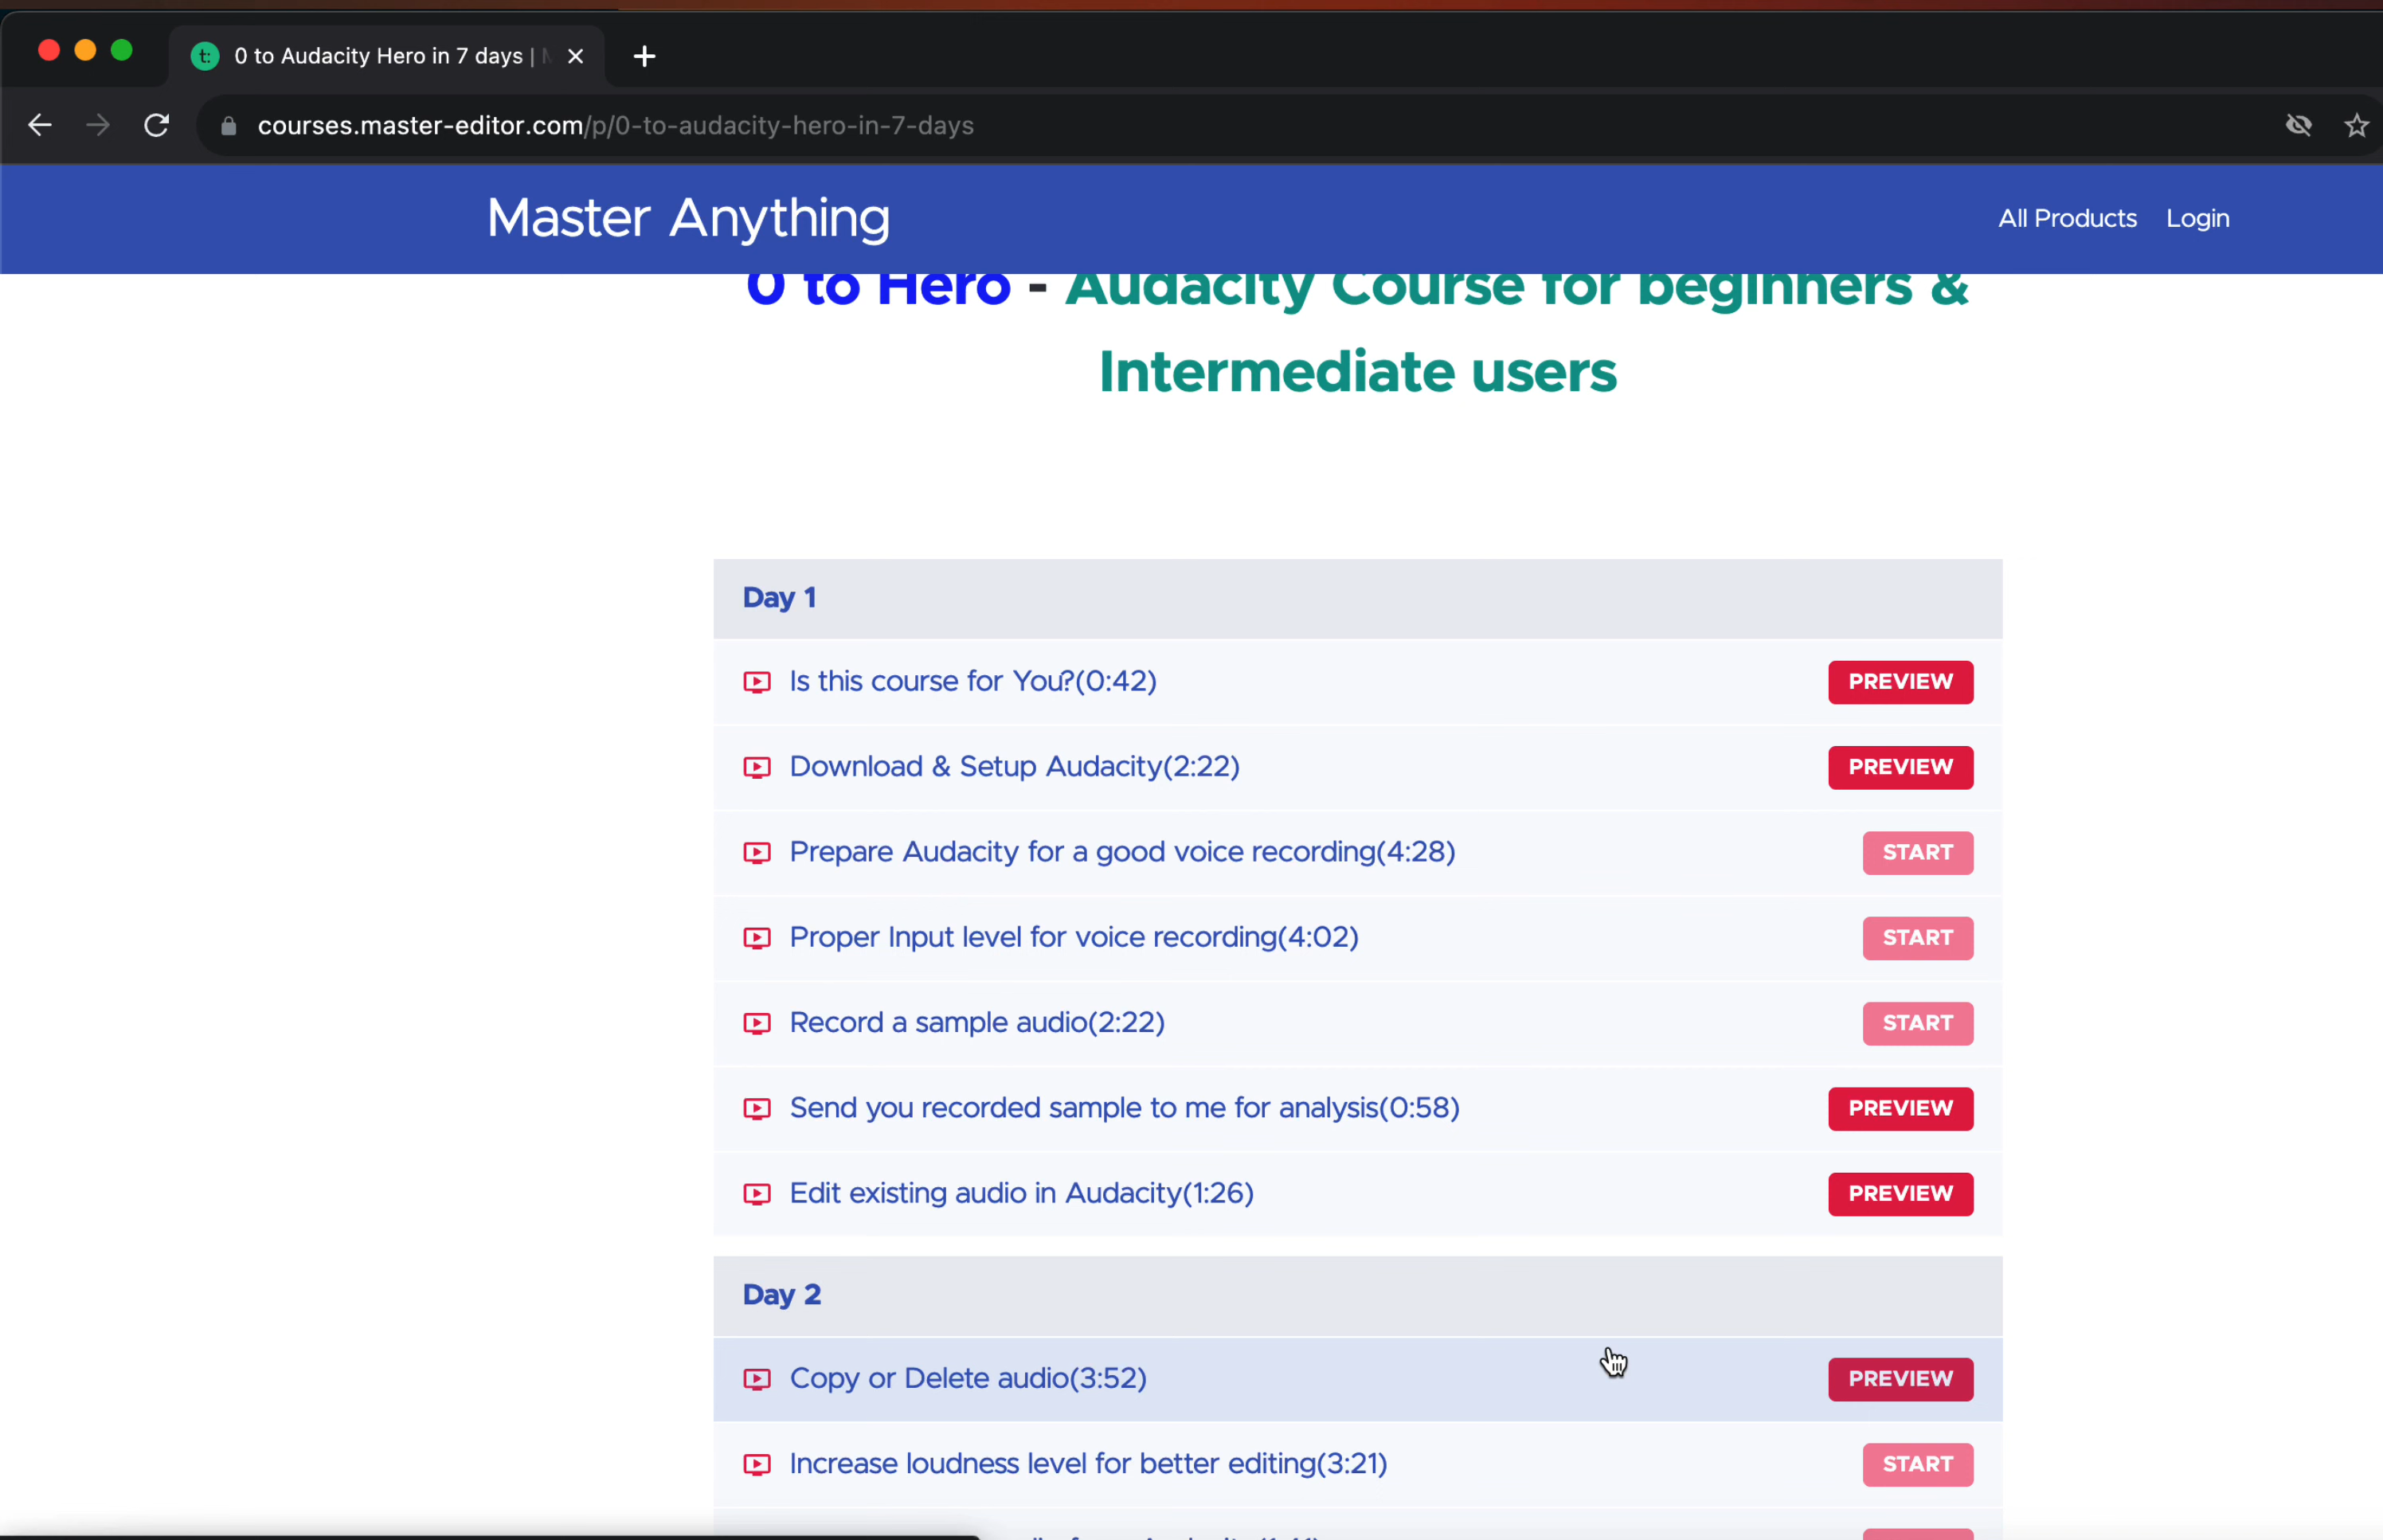 t:
0 to Audacity Hero in 7 days |
courses.master-editor.com/p/0-to-audacity-hero-in-7-days
Master Anything
All Products Login
0 to Hero - Audacity Course for beginners &
Intermediate users
Day 1
Is this course for You?(0:42) PREVIEW
Download & Setup Audacity(2:22) PREVIEW
Prepare Audacity for a good voice recording(4:28) START
Proper Input level for voice recording(4:02) START
Record a sample audio(2:22) START
Send you recorded sample to me for analysis(0:58) PREVIEW
Edit existing audio in Audacity(1:26) PREVIEW
Day 2
Copy or Delete audio(3:52) PREVIEW
Increase loudness level for better editing(3:21) START